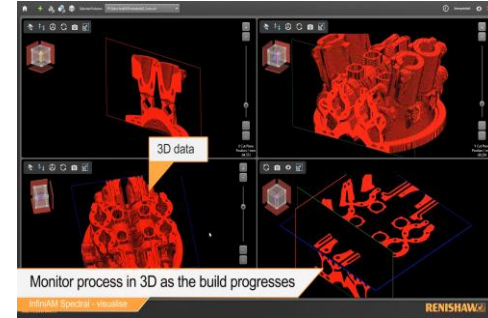 3D data
Monitor process in 3D as the build progresses
InfiniAM Spectral - visualise
RENISHAW